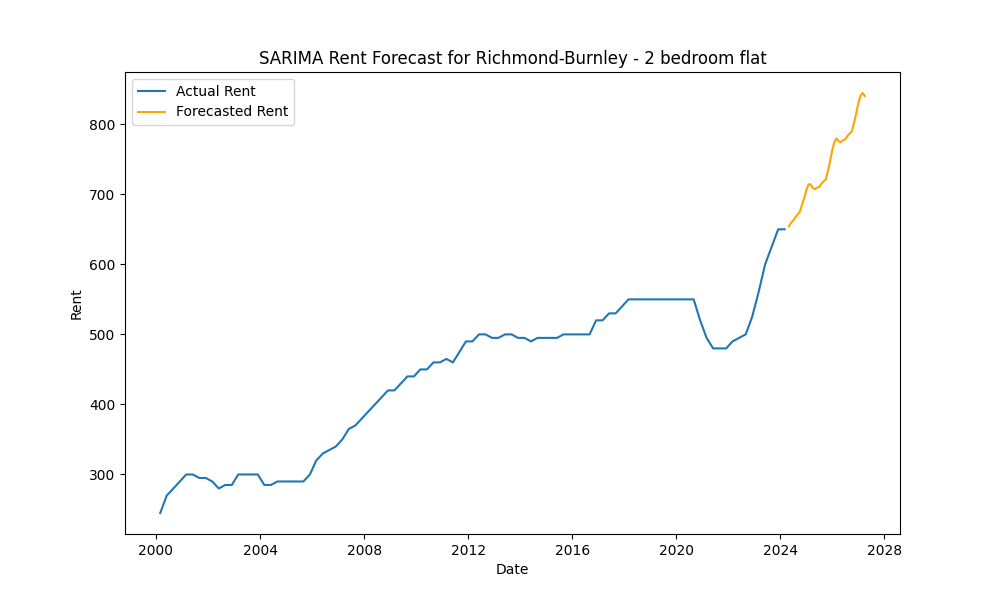 SARIMA Rent Forecast for Richmond-Burnley - 2 bedroom flat
Actual Rent
Forecasted Rent
800
700
600
500
400
300
Rent
2000 2004 2008 2012 2016 2020 2024 2028
Date